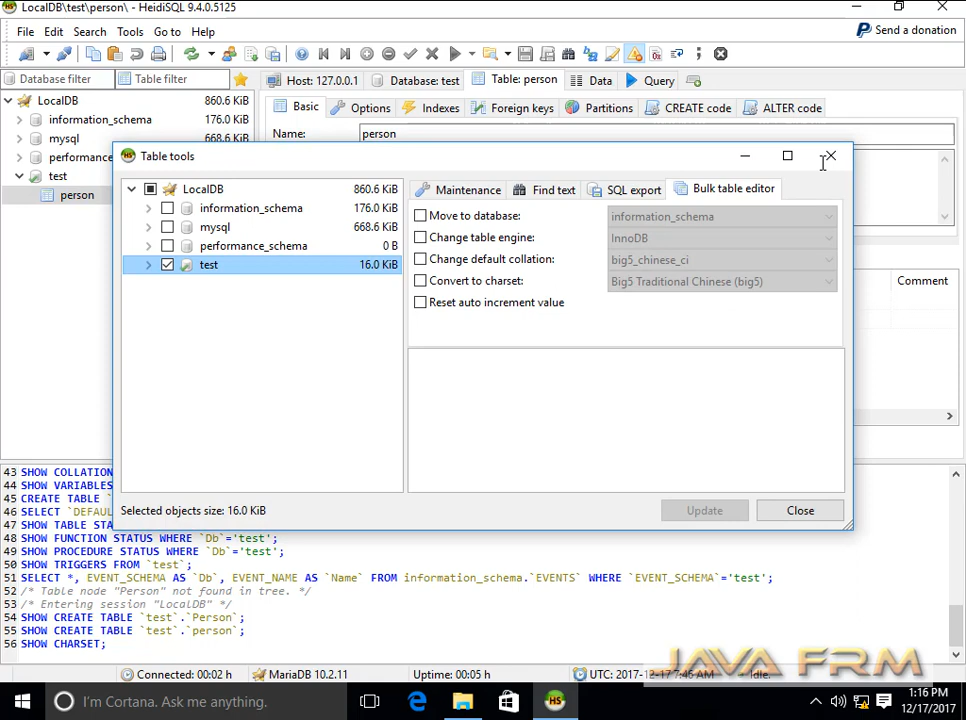 LocalDB\test\person\ - HeidiSQL 9.4.0.5125
File Edit Search Tools Go to Help
Send a donation
Database filter Table filter Host: 127.0.0.1 Database: test Table: person Data Query
LocalDB 860.6 KiB
information_schema 176.0 KiB
mysql 668.6 KiB
performance
test
person
Basic Options Indexes Foreign keys Partitions CREATE code ALTER code
Name: person
Comment
Table tools
LocalDB 860.6 KiB
information_schema 176.0 KiB
mysql 668.6 KiB
performance_schema 0 B
test 16.0 KiB
Maintenance Find text SQL export Bulk table editor
Move to database: information_schema
Change table engine: InnoDB
Change default collation: big5_chinese_ci
Convert to charset: Big5 Traditional Chinese (big5)
Reset auto increment value
Selected objects size: 16.0 KiB
Update Close
43 SHOW COLLATION
44 SHOW VARIABLES
45 CREATE TABLE `
46 SELECT `DEFAU
47 SHOW TABLE STA
48 SHOW FUNCTION STATUS WHERE `Db`='test';
49 SHOW PROCEDURE STATUS WHERE `Db`='test';
50 SHOW TRIGGERS FROM `test`;
51 SELECT *, EVENT_SCHEMA AS `Db`, EVENT_NAME AS `Name` FROM information_schema.`EVENTS` WHERE `EVENT_SCHEMA`='test';
52 /* Table node "Person" not found in tree. */
53 /* Entering session "LocalDB" */
54 SHOW CREATE TABLE `test`.`Person`;
55 SHOW CREATE TABLE `test`.`person`;
56 SHOW CHARSET;
Connected: 00:02 h MariaDB 10.2.11 Uptime: 00:05 h UTC: 2017-12-17 7:46 AM Idle.
JAVA FRM
I'm Cortana. Ask me anything.
1:16 PM
12/17/2017